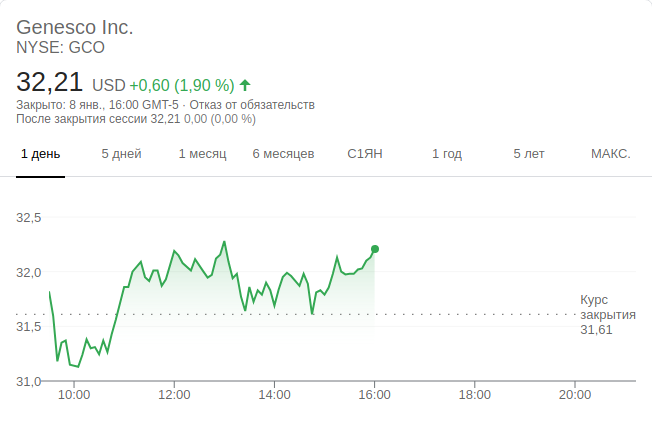 Genesco Inc.
NYSE: GCO
32,21 USD +0,60 (1,90 %)
Закрыто: 8 янв., 16:00 GMT-5 · Отказ от обязательств
После закрытия сессии 32,21 0,00 (0,00 %)
1 день 5 дней 1 месяц 6 месяцев С1ЯН 1 год 5 лет МАКС.
32,5
32,0
31,5
31,0
Курс
закрытия
31,61
10:00 12:00 14:00 16:00 18:00 20:00